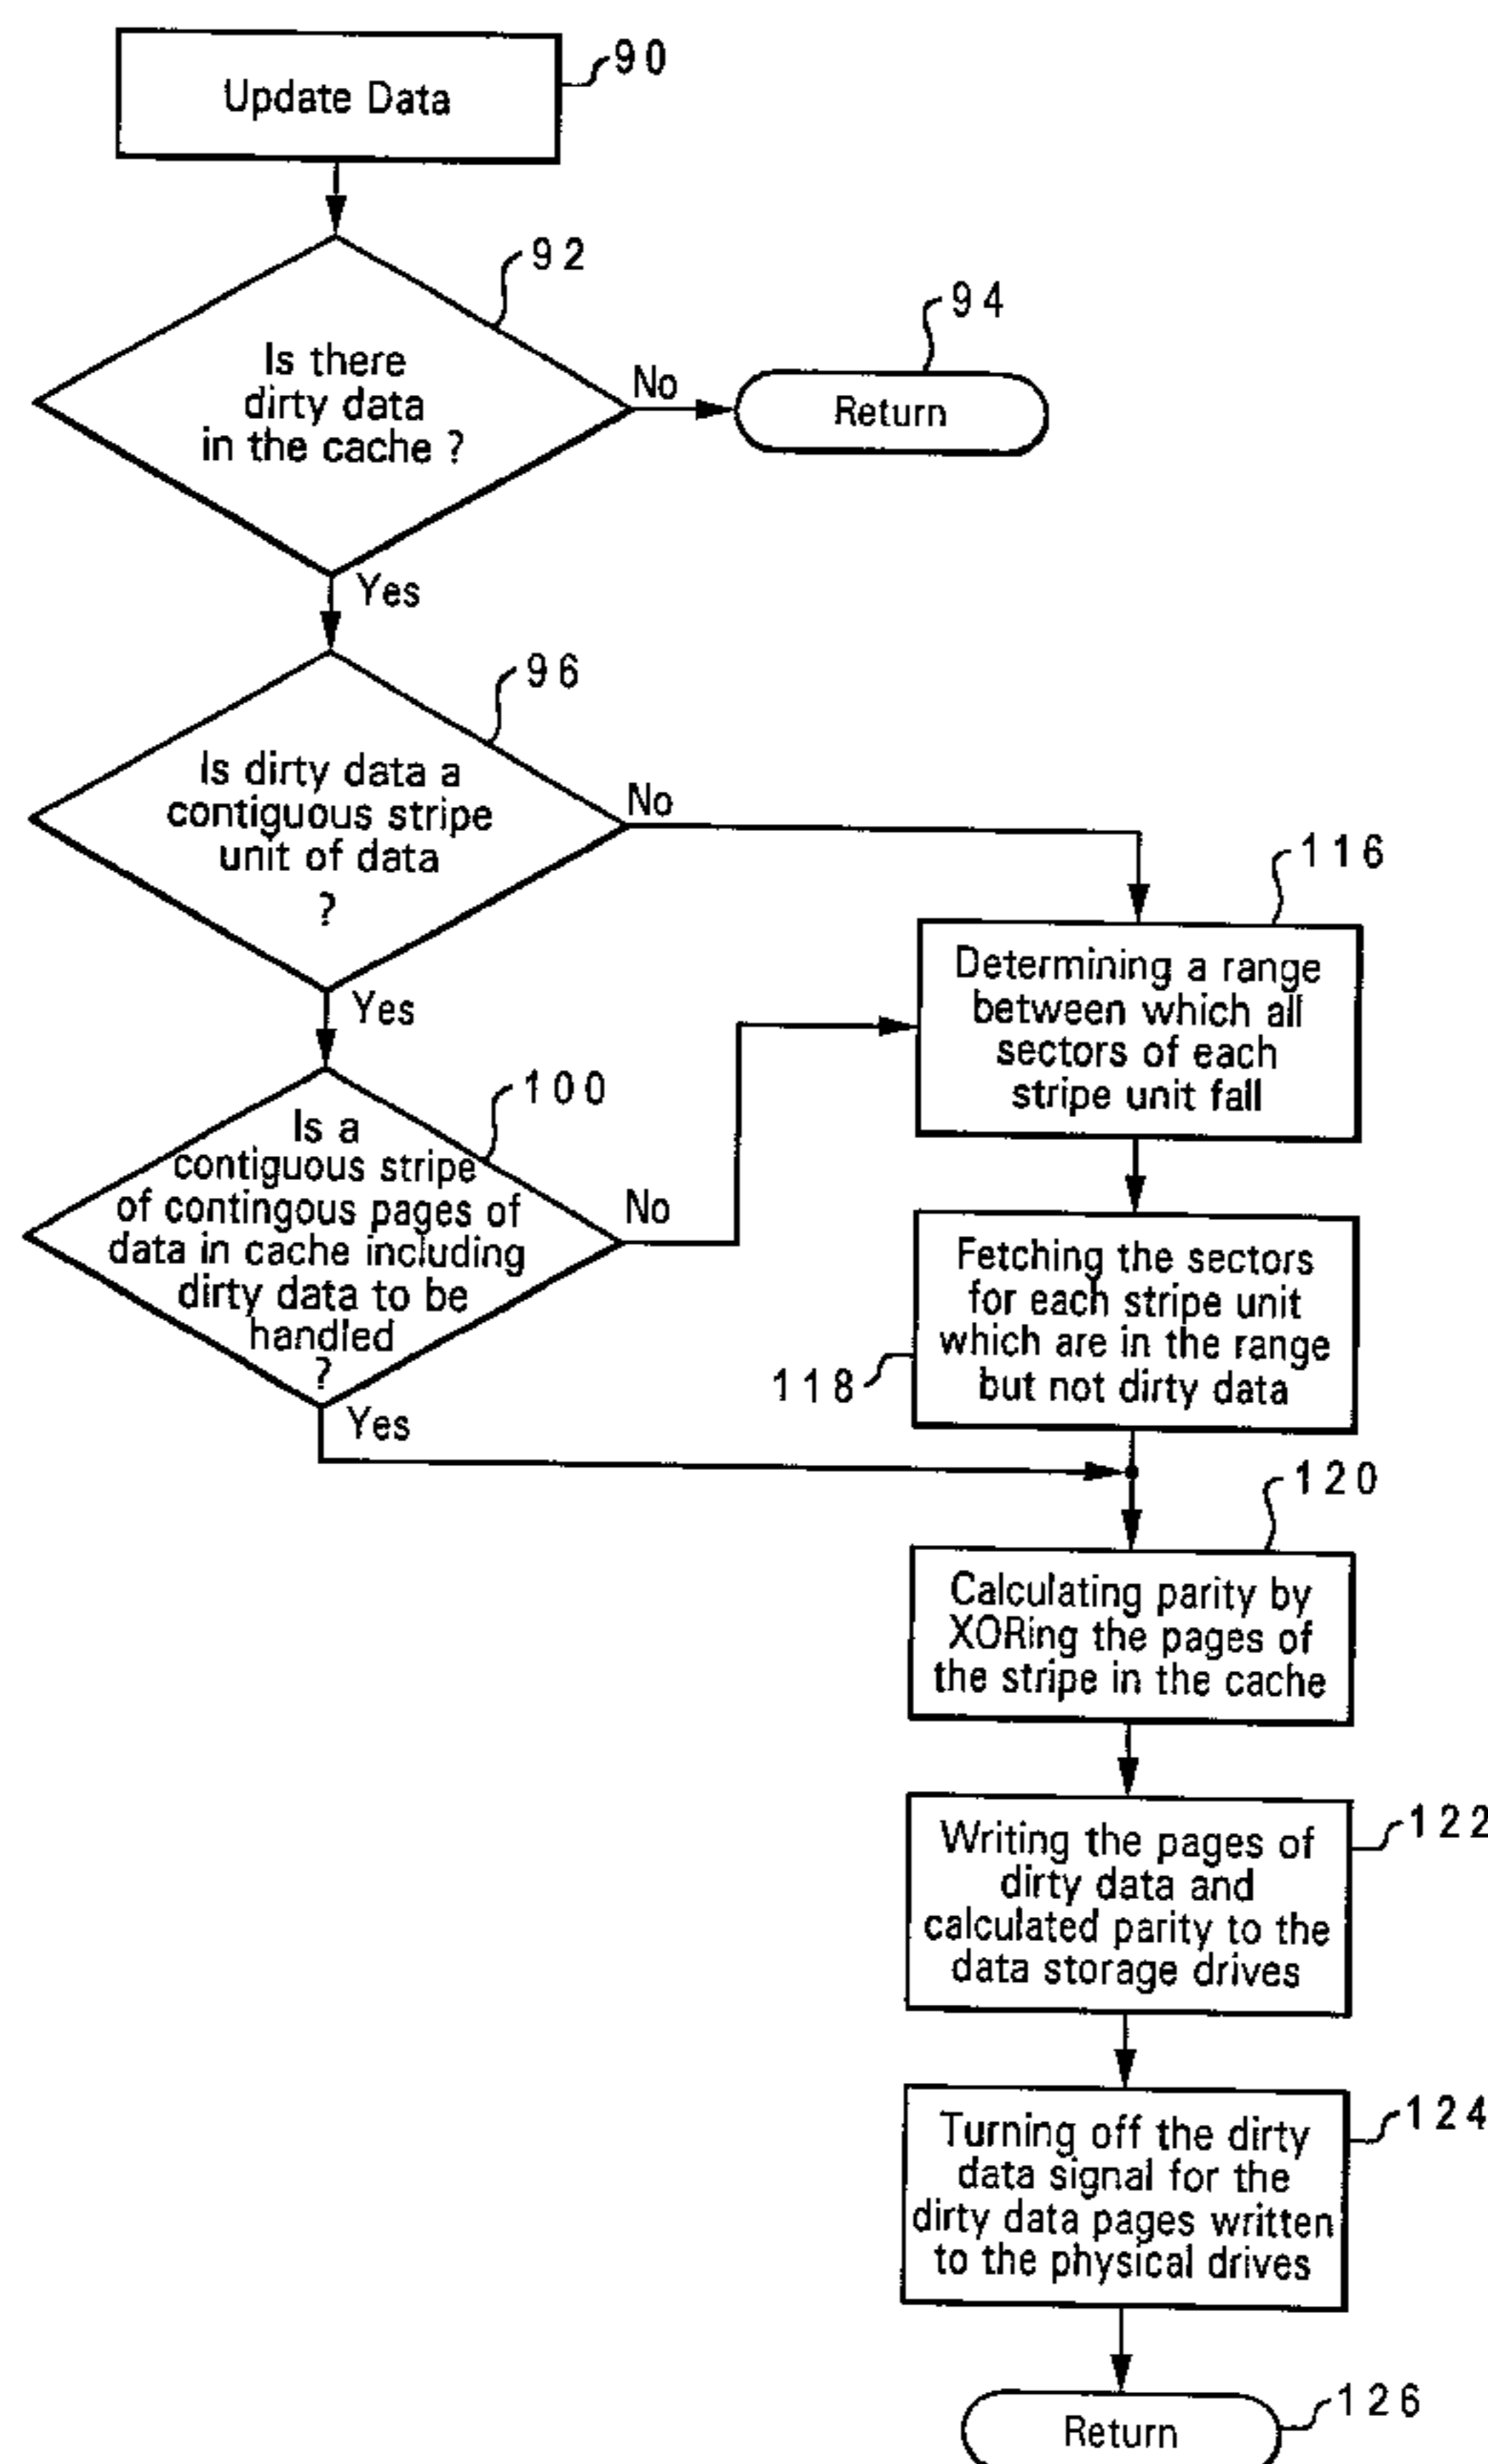 Update Data
90
92
Is there
dirty data
in the cache ?
No
94
Return
Yes
96
Is dirty data a
contiguous stripe
unit of data
?
No
Yes
116
Determining a range
between which all
sectors of each
stripe unit fall
100
Is a
contiguous stripe
of contingous pages of
data in cache including
dirty data to be
handled
?
No
Yes
Fetching the sectors
for each stripe unit
which are in the range
but not dirty data
118
120
Calculating parity by
XORing the pages of
the stripe in the cache
Writing the pages of
dirty data and
calculated parity to the
data storage drives
122
Turning off the dirty
data signal for the
dirty data pages written
to the physical drives
124
Return
126